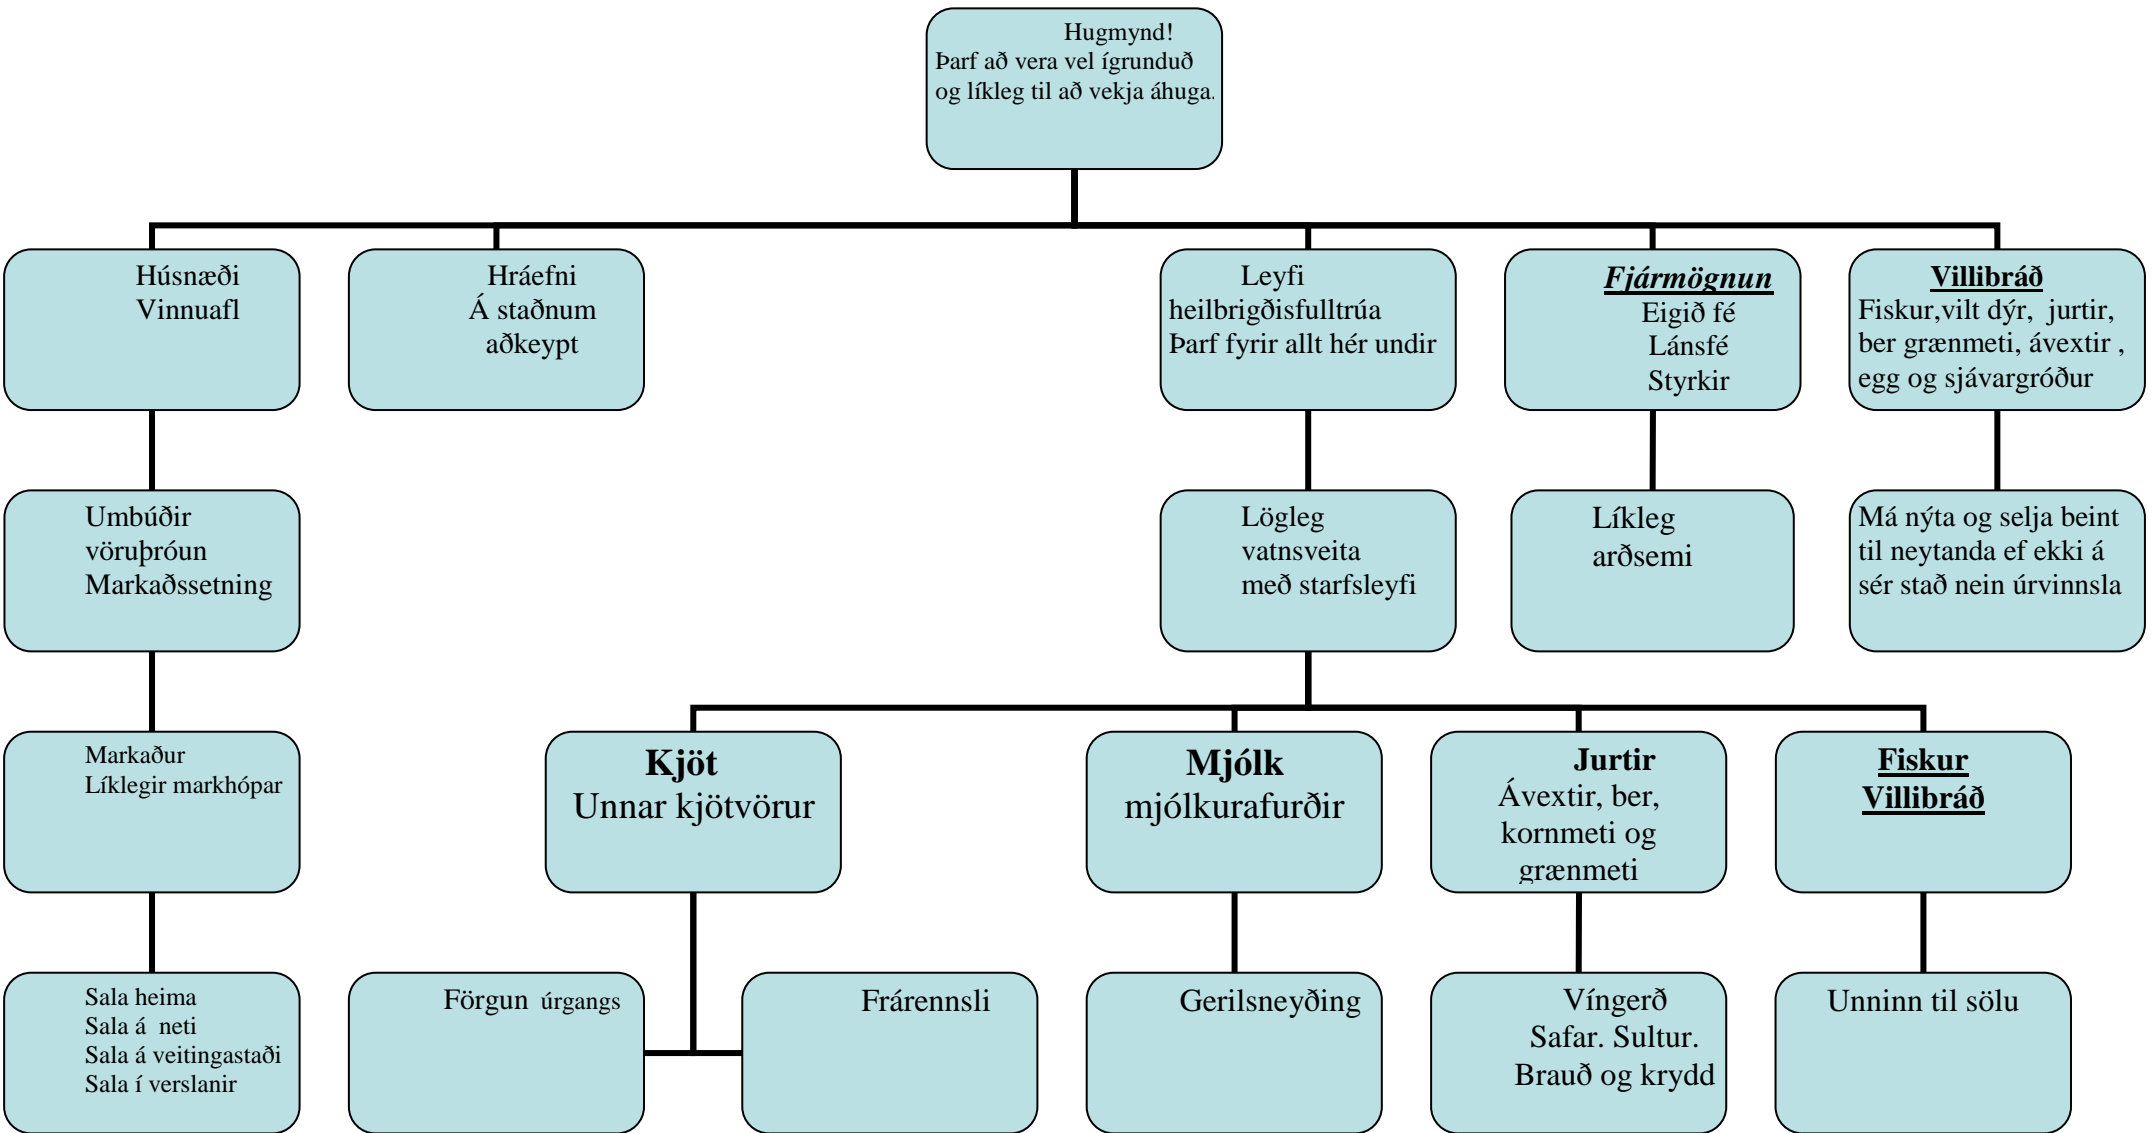 Hugmynd!
Þarf að vera vel ígrunduð
og líkleg til að vekja áhuga.
Húsnæði
Vinnuafl
Hráefni
Á staðnum
aðkeypt
Leyfi
heilbrigðisfulltrúa
Þarf fyrir allt hér undir
Fjármögnun
Eigið fé
Lánsfé
Styrkir
Villibráð
Fiskur,vilt dýr, jurtir,
ber grænmeti, ávextir ,
egg og sjávargróður
Umbúðir
vöruþróun
Markaðssetning
Lögleg
vatnsveita
með starfsleyfi
Líkleg
arðsemi
Má nýta og selja beint
til neytanda ef ekki á
sér stað nein úrvinnsla
Markaður
Líklegir markhópar
Kjöt
Unnar kjötvörur
Mjólk
mjólkurafurðir
Jurtir
Ávextir, ber,
kornmeti og
grænmeti
Fiskur
Villibráð
Sala heima
Sala á neti
Sala á veitingastaði
Sala í verslanir
Förgun úrgangs
Frárennsli
Gerilsneyðing
Víngerð
Safar. Sultur.
Brauð og krydd
Unninn til sölu